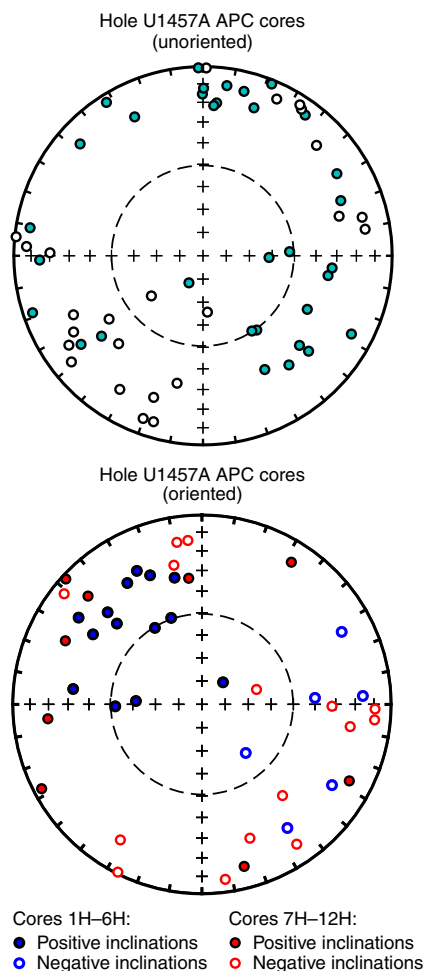 Hole U1457A APC cores
(unoriented)
Hole U1457A APC cores
(oriented)
Cores 1H–6H:
Positive inclinations
Negative inclinations
Cores 7H–12H:
Positive inclinations
Negative inclinations